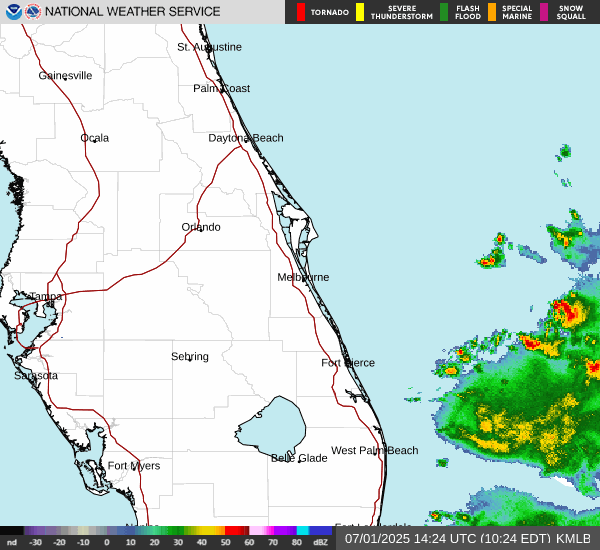 NATIONAL WEATHER SERVICE
TORNADO
SEVERE
THUNDERSTORM
FLASH
FLOOD
SPECIAL
MARINE
SNOW
SQUALL
St. Augustine
Gainesville
Palm Coast
Ocala
Daytona Beach
Orlando
Melbourne
Tampa
Sebring
Fort Pierce
Sarasota
West Palm Beach
Belle Glade
Fort Myers
nd -30 -20 -10 0 10 20 30 40 50 60 70 80 dBZ
07/01/2025 14:24 UTC (10:24 EDT) KMLB